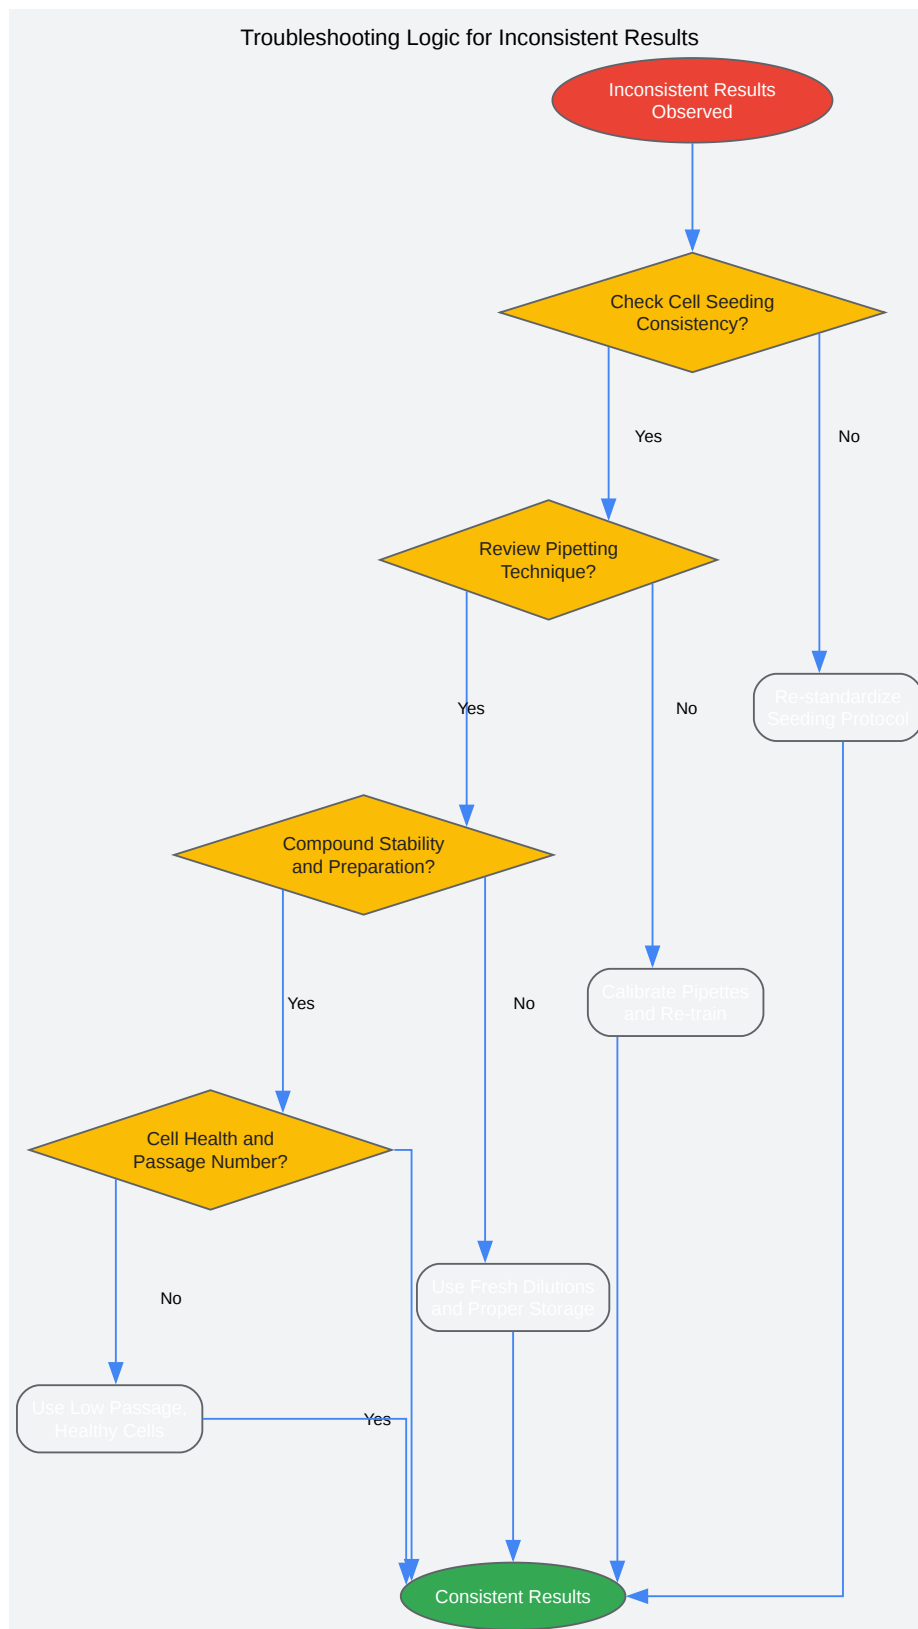 Troubleshooting Logic for Inconsistent Results
Inconsistent Results
Observed
Check Cell Seeding
Consistency?
Yes
No
Review Pipetting
Technique?
Yes
No
Re-standardize
Seeding Protocol
Compound Stability
and Preparation?
Yes
No
Calibrate Pipettes
and Re-train
Cell Health and
Passage Number?
No
Use Fresh Dilutions
and Proper Storage
Use Low Passage,
Healthy Cells
Yes
Consistent Results